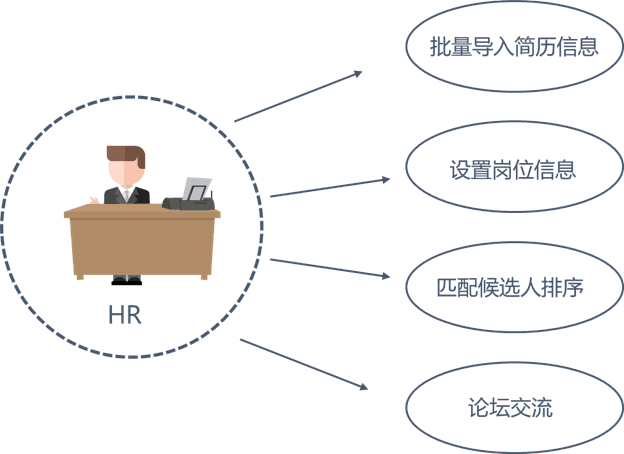 批量导入简历信息
设置岗位信息
匹配候选人排序
HR
论坛交流